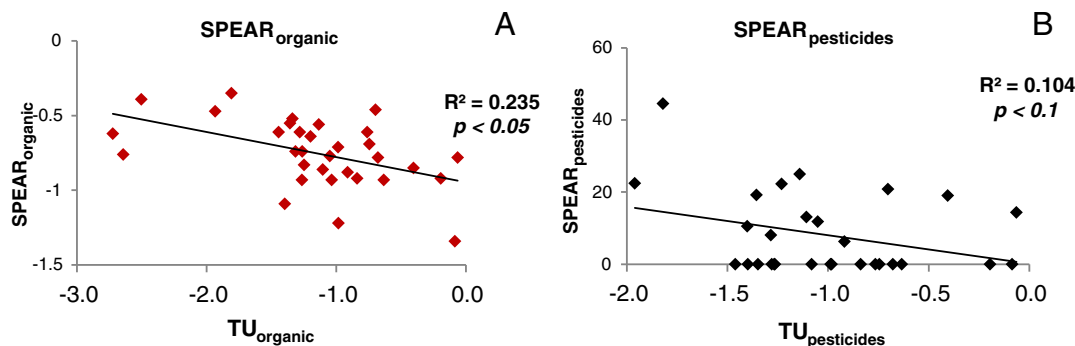 A
SPEARorganic
0
-0.5
-1
-1.5
SPEARorganic
R² = 0.235
p < 0.05
-3.0 -2.0 -1.0 0.0
TUorganic
B
SPEARpesticides
60
40
20
0
SPEARpesticides
R² = 0.104
p < 0.1
-2.0 -1.5 -1.0 -0.5 0.0
TUpesticides